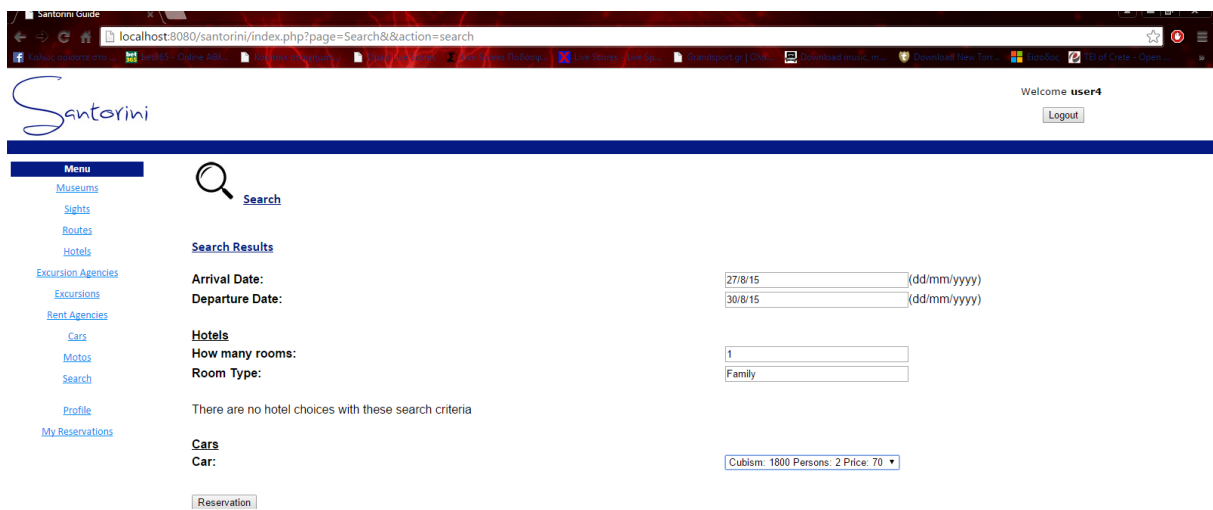 Santorini Guide
localhost:8080/santorini/index.php?page=Search&&action=search
Santorini
Welcome user4
Logout
Menu
Museums
Sights
Routes
Hotels
Excursion Agencies
Excursions
Rent Agencies
Cars
Motos
Search
Profile
My Reservations
Search
Search Results
Arrival Date: 27/8/15 (dd/mm/yyyy)
Departure Date: 30/8/15 (dd/mm/yyyy)
Hotels
How many rooms: 1
Room Type: Family
There are no hotel choices with these search criteria
Cars
Car: Cubism: 1800 Persons: 2 Price: 70
Reservation